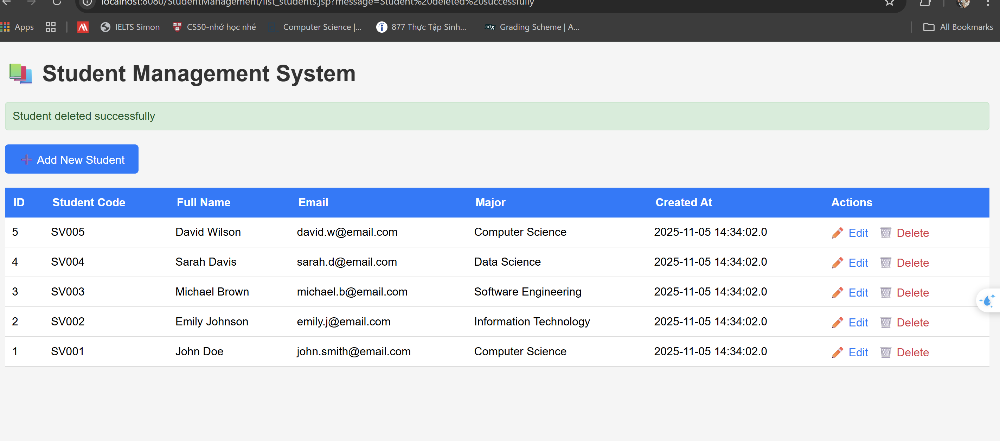 localhost:8080/StudentManagement/list_students.jsp?message=Student%20deleted%20successfully
Apps IELTS Simon CS50-nhớ học nhé Computer Science |... 877 Thực Tập Sinh... edX Grading Scheme | A... All Bookmarks
Student Management System
Student deleted successfully
Add New Student
ID Student Code Full Name Email Major Created At Actions
5 SV005 David Wilson david.w@email.com Computer Science 2025-11-05 14:34:02.0 Edit Delete
4 SV004 Sarah Davis sarah.d@email.com Data Science 2025-11-05 14:34:02.0 Edit Delete
3 SV003 Michael Brown michael.b@email.com Software Engineering 2025-11-05 14:34:02.0 Edit Delete
2 SV002 Emily Johnson emily.j@email.com Information Technology 2025-11-05 14:34:02.0 Edit Delete
1 SV001 John Doe john.smith@email.com Computer Science 2025-11-05 14:34:02.0 Edit Delete